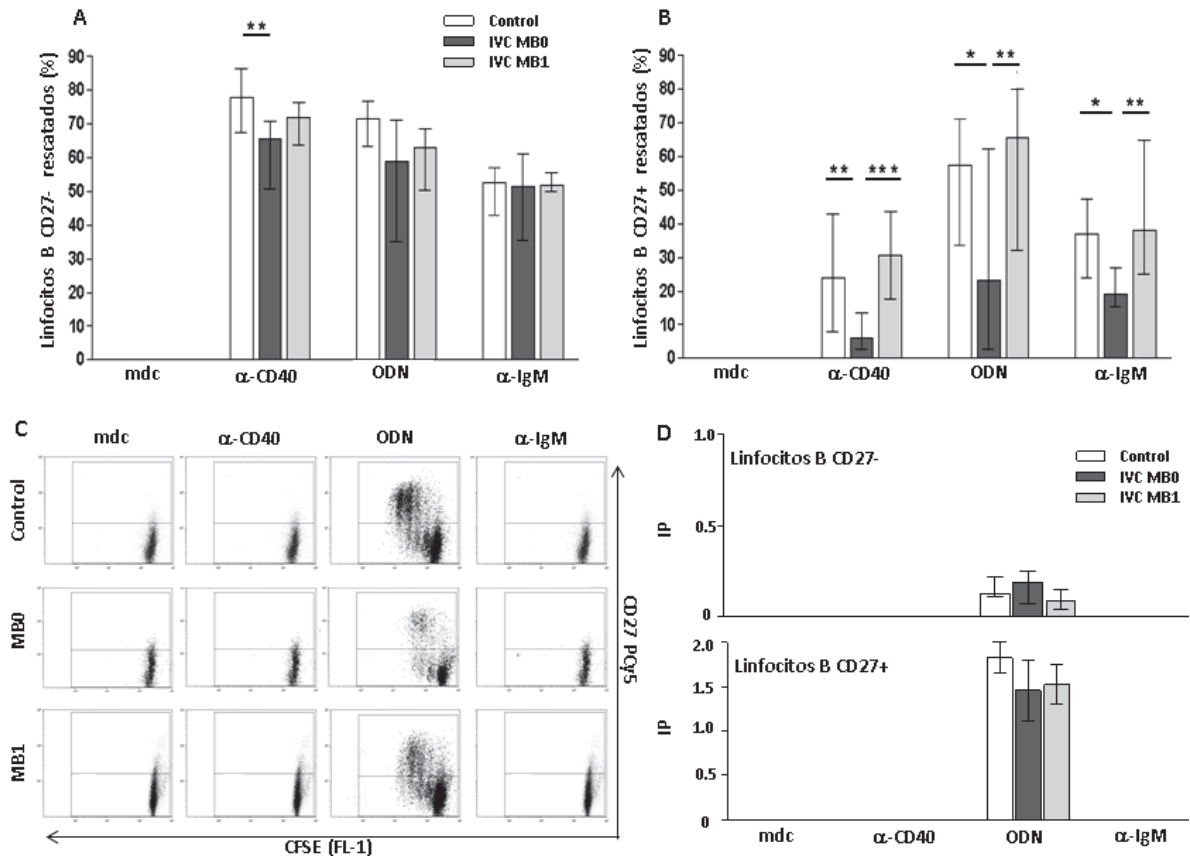 A
**
Control
IVC MB0
IVC MB1
Linfocitos B CD27- rescatados (%)
90
80
70
60
50
40
30
20
10
0
mdc
α-CD40
ODN
α-IgM
B
*
**
*
**
**
***
Linfocitos B CD27+ rescatados (%)
90
80
70
60
50
40
30
20
10
0
mdc
α-CD40
ODN
α-IgM
C
mdc
α-CD40
ODN
α-IgM
Control
MB0
MB1
CD27 PCy5
CFSE (FL-1)
D
Linfocitos B CD27-
Control
IVC MB0
IVC MB1
IP
1.0
0.5
0
Linfocitos B CD27+
IP
2.0
1.5
1.0
0.5
0
mdc
α-CD40
ODN
α-IgM